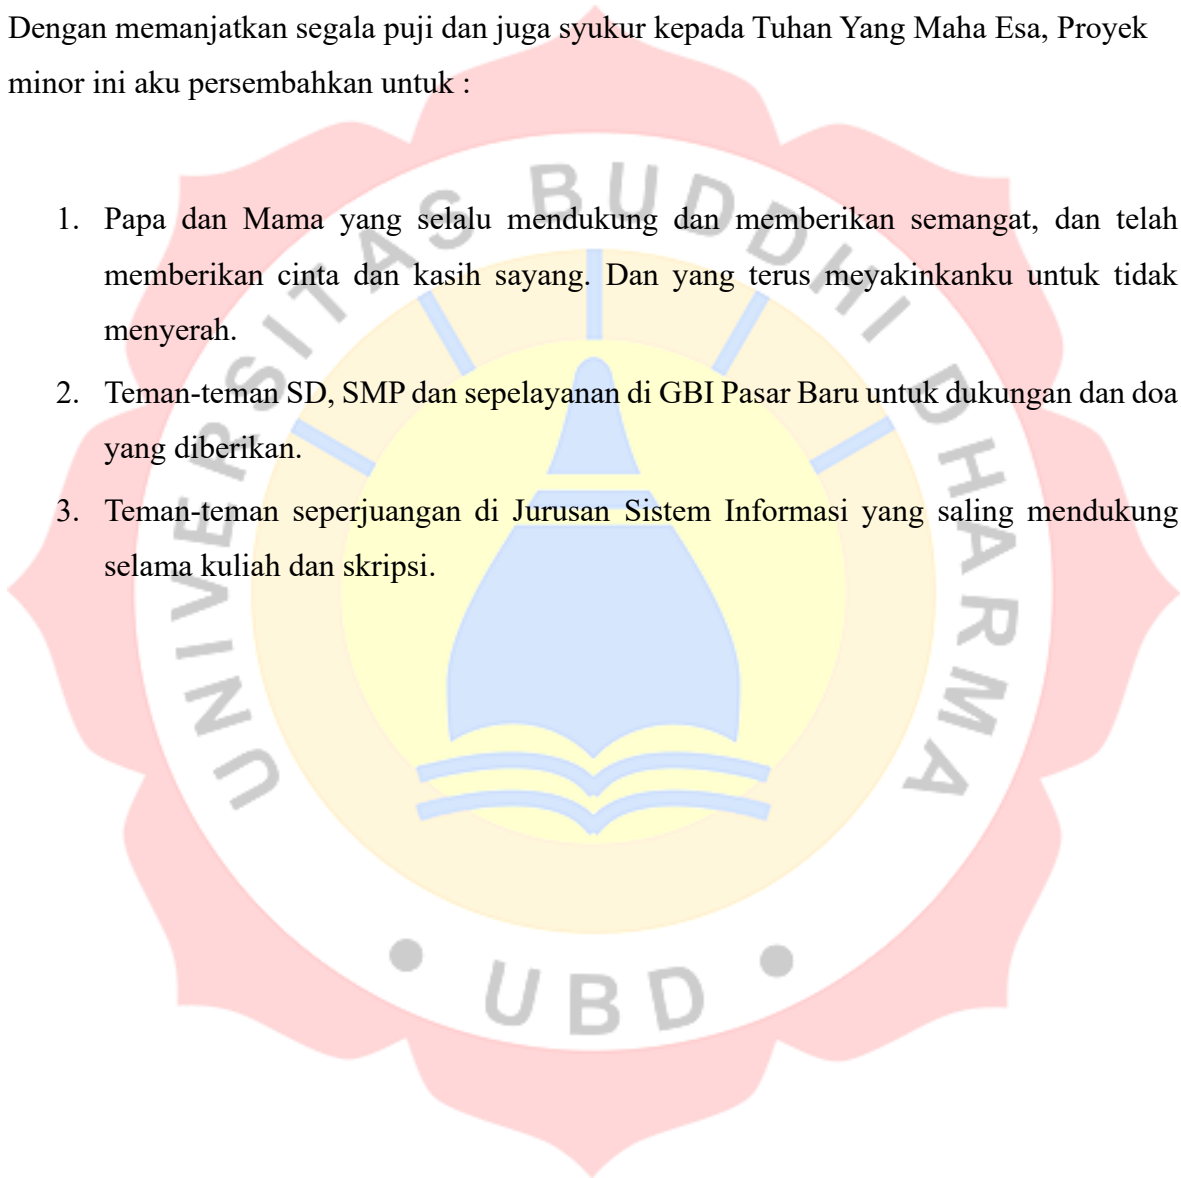 Dengan memanjatkan segala puji dan juga syukur kepada Tuhan Yang Maha Esa, Proyek
minor ini aku persembahkan untuk :
1. Papa dan Mama yang selalu mendukung dan memberikan semangat, dan telah
memberikan cinta dan kasih sayang. Dan yang terus meyakinkanku untuk tidak
menyerah.
2. Teman-teman SD, SMP dan sepelayanan di GBI Pasar Baru untuk dukungan dan doa
yang diberikan.
3. Teman-teman seperjuangan di Jurusan Sistem Informasi yang saling mendukung
selama kuliah dan skripsi.
UNIVERSITAS BUDDHI DHARMA
• UBD •